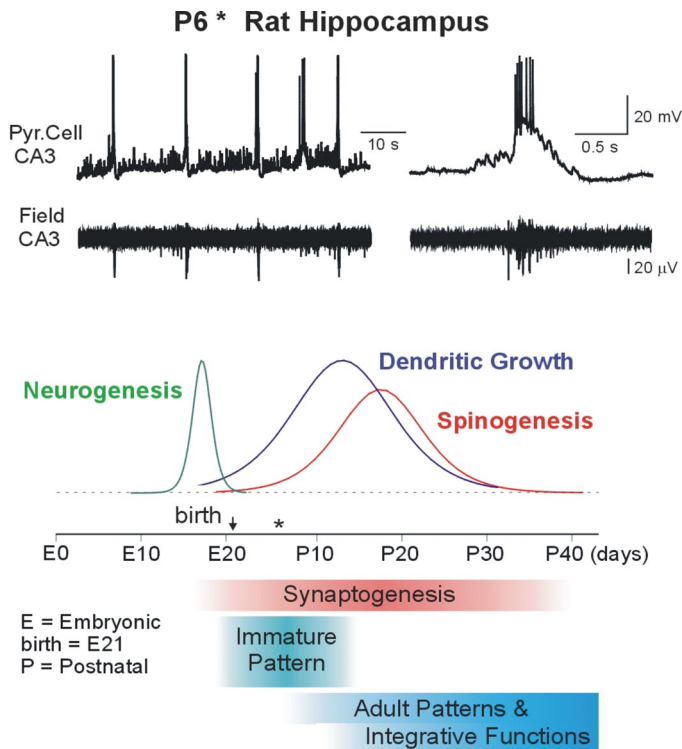 P6 * Rat Hippocampus
Pyr.Cell
CA3
10 s
20 mV
0.5 s
Field
CA3
20 μV
Dendritic Growth
Neurogenesis
Spinogenesis
birth
*
E0 E10 E20 P10 P20 P30 P40 (days)
Synaptogenesis
E = Embryonic
birth = E21
P = Postnatal
Immature
Pattern
Adult Patterns &
Integrative Functions